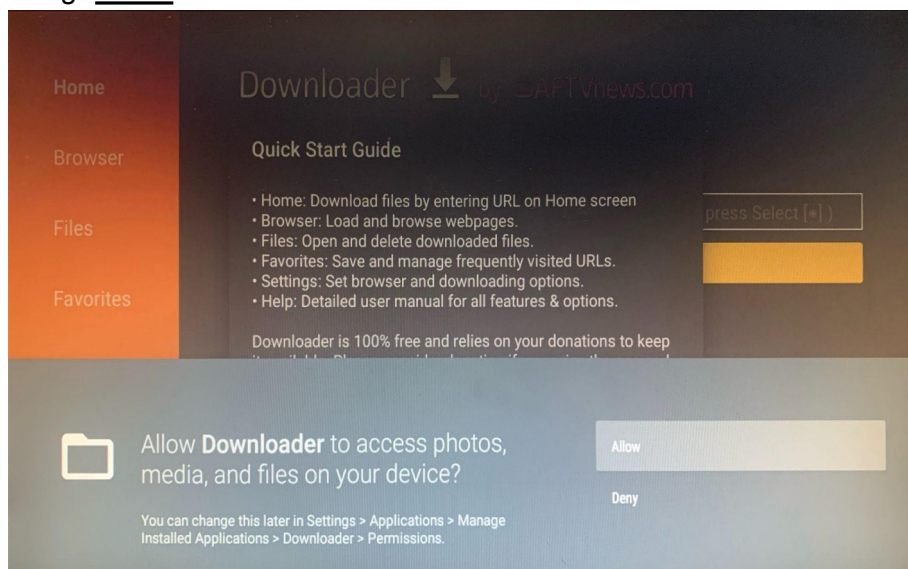 Home
Downloader by AFTVnews.com
Browser
Quick Start Guide
• Home: Download files by entering URL on Home screen
• Browser: Load and browse webpages.
• Files: Open and delete downloaded files.
• Favorites: Save and manage frequently visited URLs.
• Settings: Set browser and downloading options.
• Help: Detailed user manual for all features & options.
press Select [•] )
Files
Favorites
Downloader is 100% free and relies on your donations to keep
Allow Downloader to access photos,
media, and files on your device?
Allow
Deny
You can change this later in Settings > Applications > Manage
Installed Applications > Downloader > Permissions.